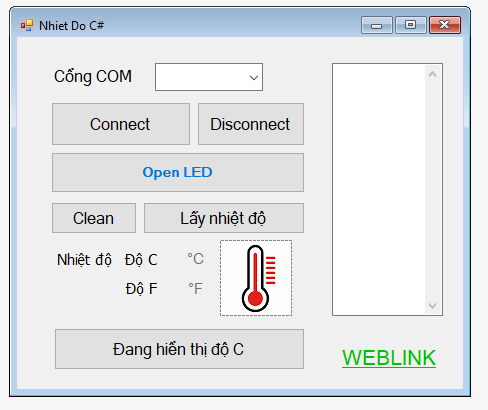 Nhiet Do C#
Cổng COM
Connect Disconnect
Open LED
Clean Lấy nhiệt độ
Nhiệt độ Độ C °C
Độ F °F
Đang hiển thị độ C
WEBLINK